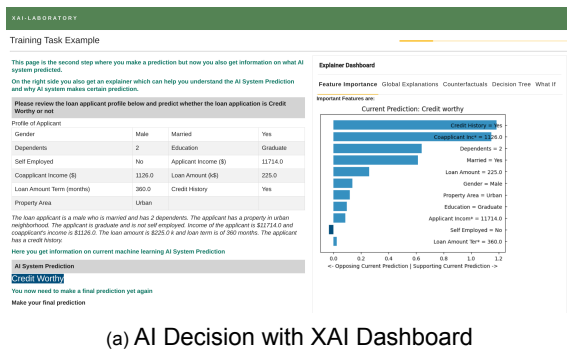 XAI-LABORATORY
Training Task Example
This page is the second step where you make a prediction but now you also get information on what AI
system predicted.
On the right side you also get an explainer which can help you understand the AI System Prediction
and why AI system makes certain prediction.
Please review the loan applicant profile below and predict whether the loan application is Credit
Worthy or not
Profile of Applicant
Gender Male Married Yes
Dependents 2 Education Graduate
Self Employed No Applicant Income ($) 11714.0
Coapplicant Income ($) 1126.0 Loan Amount (k$) 225.0
Loan Amount Term (months) 360.0 Credit History Yes
Property Area Urban
The loan applicant is a male who is married and has 2 dependents. The applicant has a property in urban
neighborhood. The applicant is graduate and is not self employed. Income of the applicant is $11714.0 and
coapplicant's income is $1126.0. The loan amount is $225.0 k and loan term is of 360 months. The applicant
has a credit history.
Here you get information on current machine learning AI System Prediction
AI System Prediction
Credit Worthy
You now need to make a final prediction yet again
Make your final prediction
Explainer Dashboard
Feature Importance Global Explanations Counterfactuals Decision Tree What If
Important Features are:
Current Prediction: Credit worthy
Credit History = Yes
Coapplicant Inc* = 1126.0
Dependents = 2
Married = Yes
Loan Amount = 225.0
Gender = Male
Property Area = Urban
Education = Graduate
Applicant Incom* = 11714.0
Self Employed = No
Loan Amount Ter* = 360.0
0.0 0.2 0.4 0.6 0.8 1.0 1.2
<- Opposing Current Prediction | Supporting Current Prediction ->
(a) AI Decision with XAI Dashboard